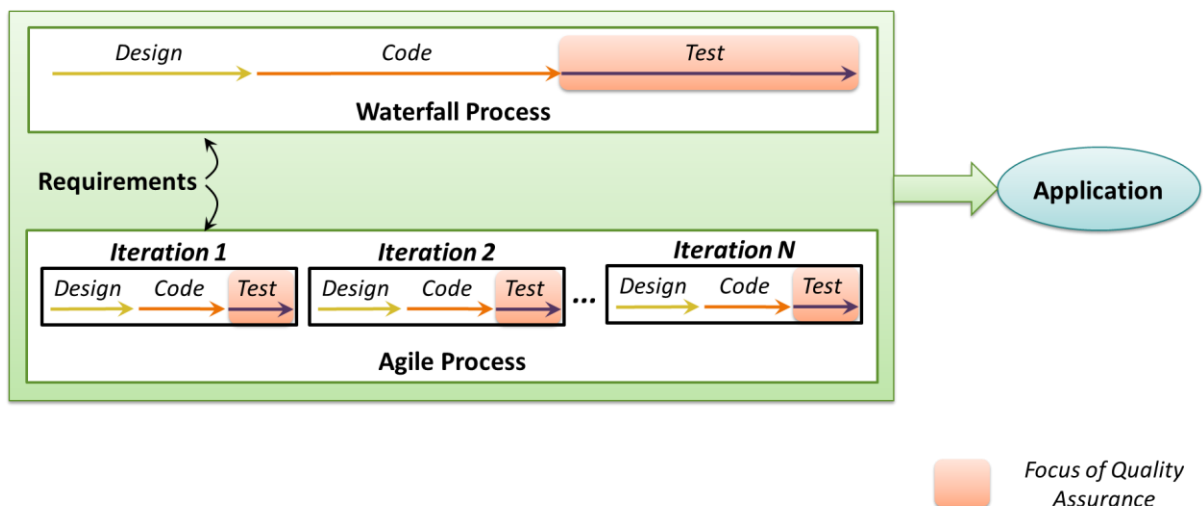 Design Code Test
Waterfall Process
Requirements
Application
Iteration 1 Iteration 2 Iteration N
Design Code Test Design Code Test ... Design Code Test
Agile Process
Focus of Quality
Assurance